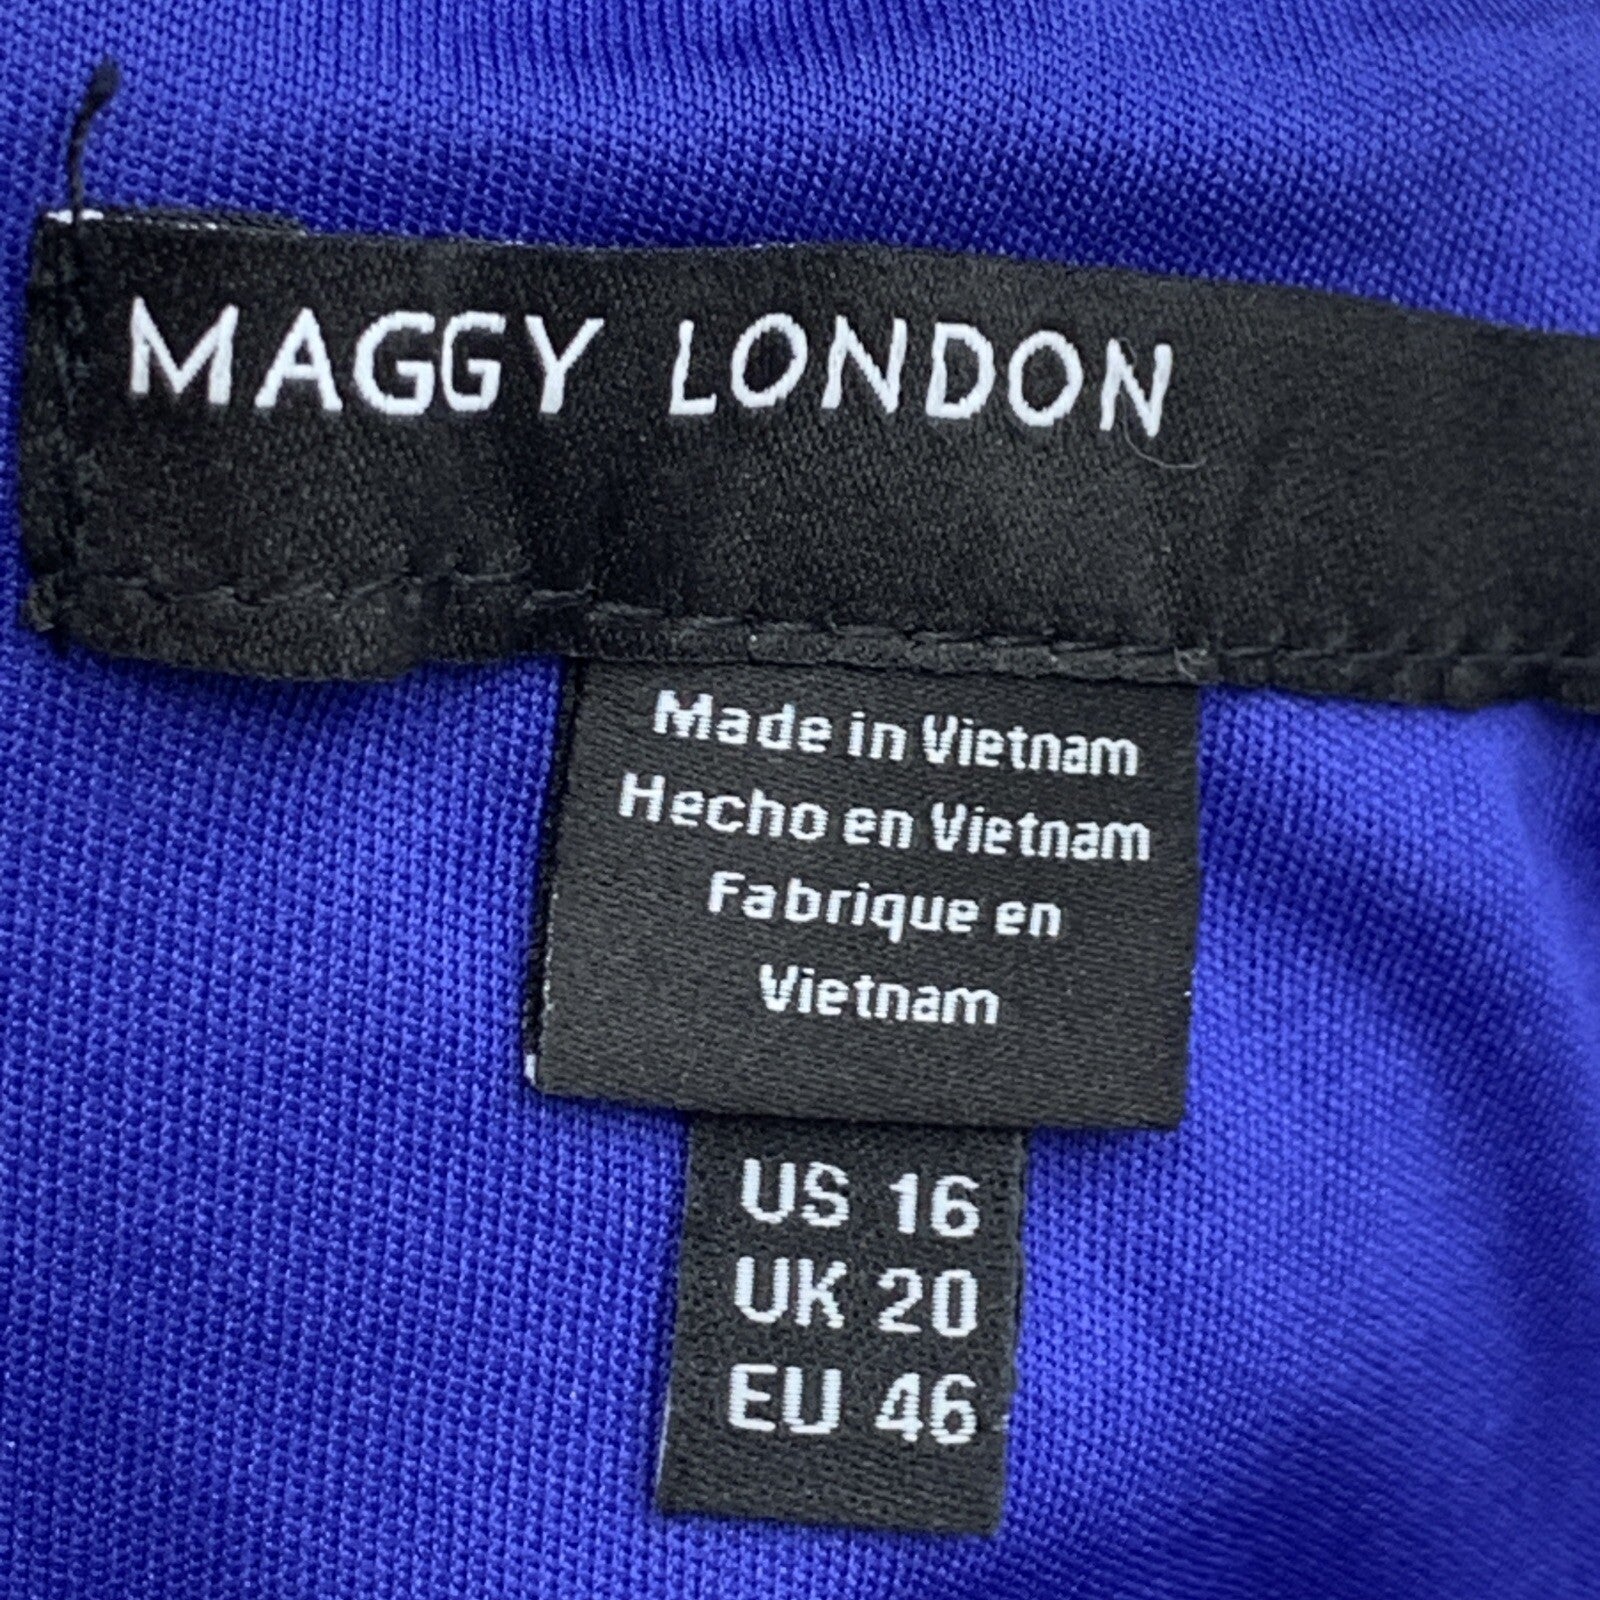 MAGGY LONDON
Made in Vietnam
Hecho en Vietnam
Fabrique en
Vietnam
US 16
UK 20
EU 46